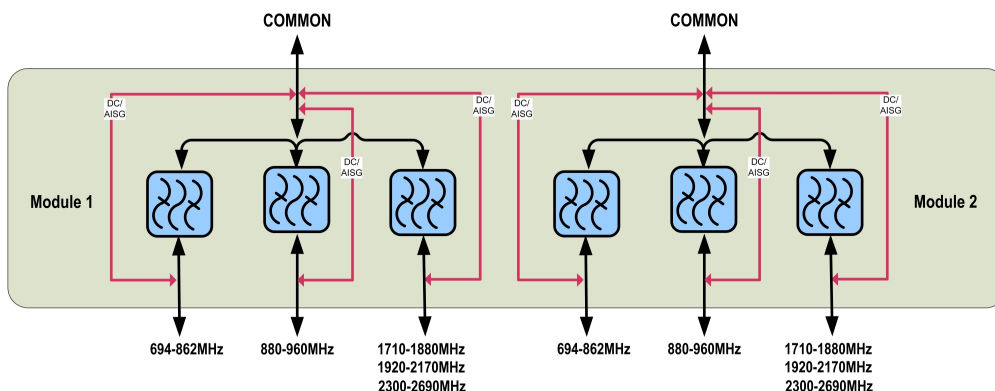 COMMON
COMMON
DC/
AISG
DC/
AISG
DC/
AISG
DC/
AISG
DC/
AISG
DC/
AISG
Module 1
Module 2
694-862MHz
880-960MHz
1710-1880MHz
1920-2170MHz
2300-2690MHz
694-862MHz
880-960MHz
1710-1880MHz
1920-2170MHz
2300-2690MHz